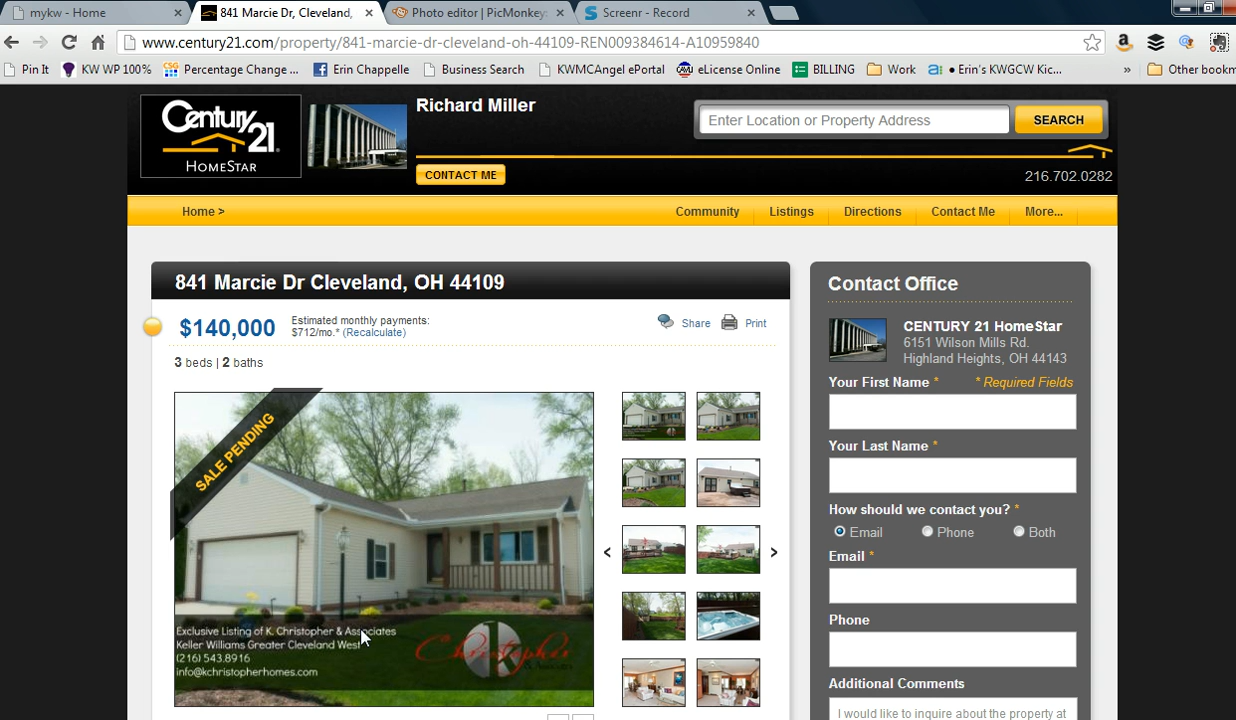 mykw - Home
841 Marcie Dr, Cleveland,
Photo editor | PicMonkey:
Screenr - Record
www.century21.com/property/841-marcie-dr-cleveland-oh-44109-REN009384614-A10959840
Pin It
KW WP 100%
Percentage Change ...
Erin Chappelle
Business Search
KWMCAngel ePortal
eLicense Online
BILLING
Work
• Erin's KWGCW Kic...
»
Other bookm
Century 21
HOMESTAR
Richard Miller
CONTACT ME
Enter Location or Property Address
SEARCH
216.702.0282
Home >
Community
Listings
Directions
Contact Me
More...
841 Marcie Dr Cleveland, OH 44109
$140,000
Estimated monthly payments:
$712/mo.* (Recalculate)
Share
Print
3 beds | 2 baths
SALE PENDING
Exclusive Listing of K. Christopher & Associates
Keller Williams Greater Cleveland West
(216) 543.8916
info@kchristopherhomes.com
Christopher
Contact Office
CENTURY 21 HomeStar
6151 Wilson Mills Rd.
Highland Heights, OH 44143
Your First Name *
* Required Fields
Your Last Name *
How should we contact you? *
Email
Phone
Both
Email *
Phone
Additional Comments
I would like to inquire about the property at